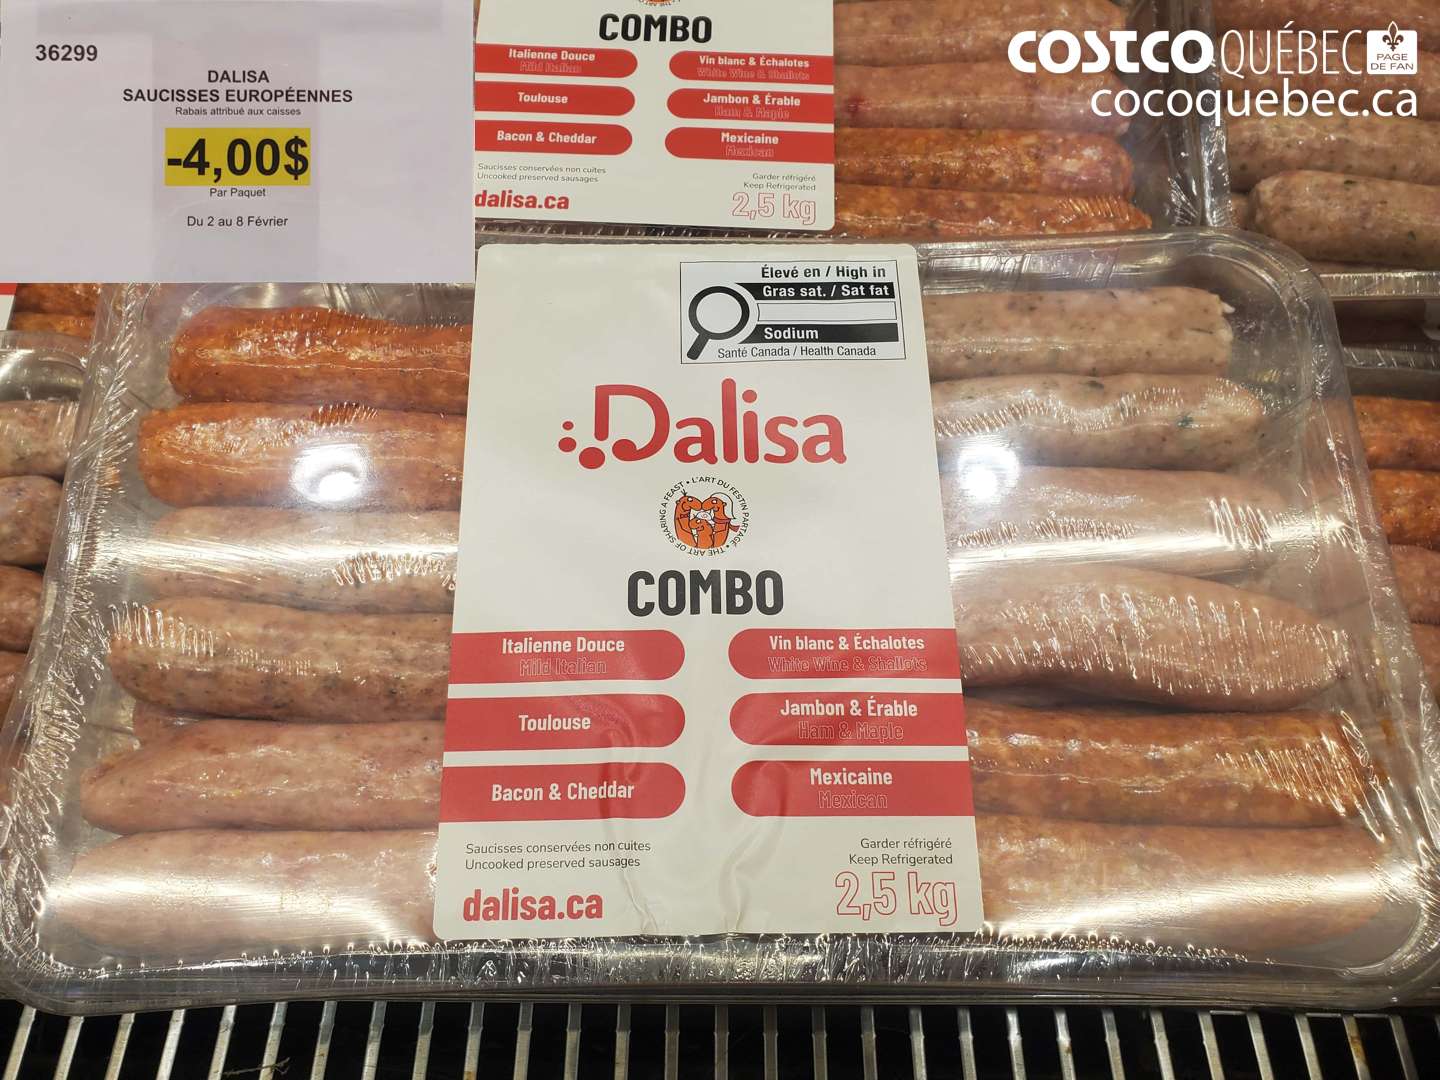 36299
DALISA
SAUCISSES EUROPÉENNES
Rabais attribué aux caisses
-4,00$
Par Paquet
Du 2 au 8 Février
COSTCO QUÉBEC PAGE DE FAN
cocoquebec.ca
COMBO
Italienne Douce
Mild Italian
Toulouse
Bacon & Cheddar
Vin blanc & Échalotes
White Wine & Shallots
Jambon & Érable
Ham & Maple
Mexicaine
Mexican
Saucisses conservées non cuites
Uncooked preserved sausages
dalisa.ca
Garder réfrigéré
Keep Refrigerated
2,5 kg
Élevé en / High in
Gras sat. / Sat fat
Sodium
Santé Canada / Health Canada
Dalisa
L'ART DU FESTIN PARTAGÉ • THE ART OF SHARING A FEAST •
COMBO
Italienne Douce
Mild Italian
Toulouse
Bacon & Cheddar
Vin blanc & Échalotes
White Wine & Shallots
Jambon & Érable
Ham & Maple
Mexicaine
Mexican
Saucisses conservées non cuites
Uncooked preserved sausages
dalisa.ca
Garder réfrigéré
Keep Refrigerated
2,5 kg